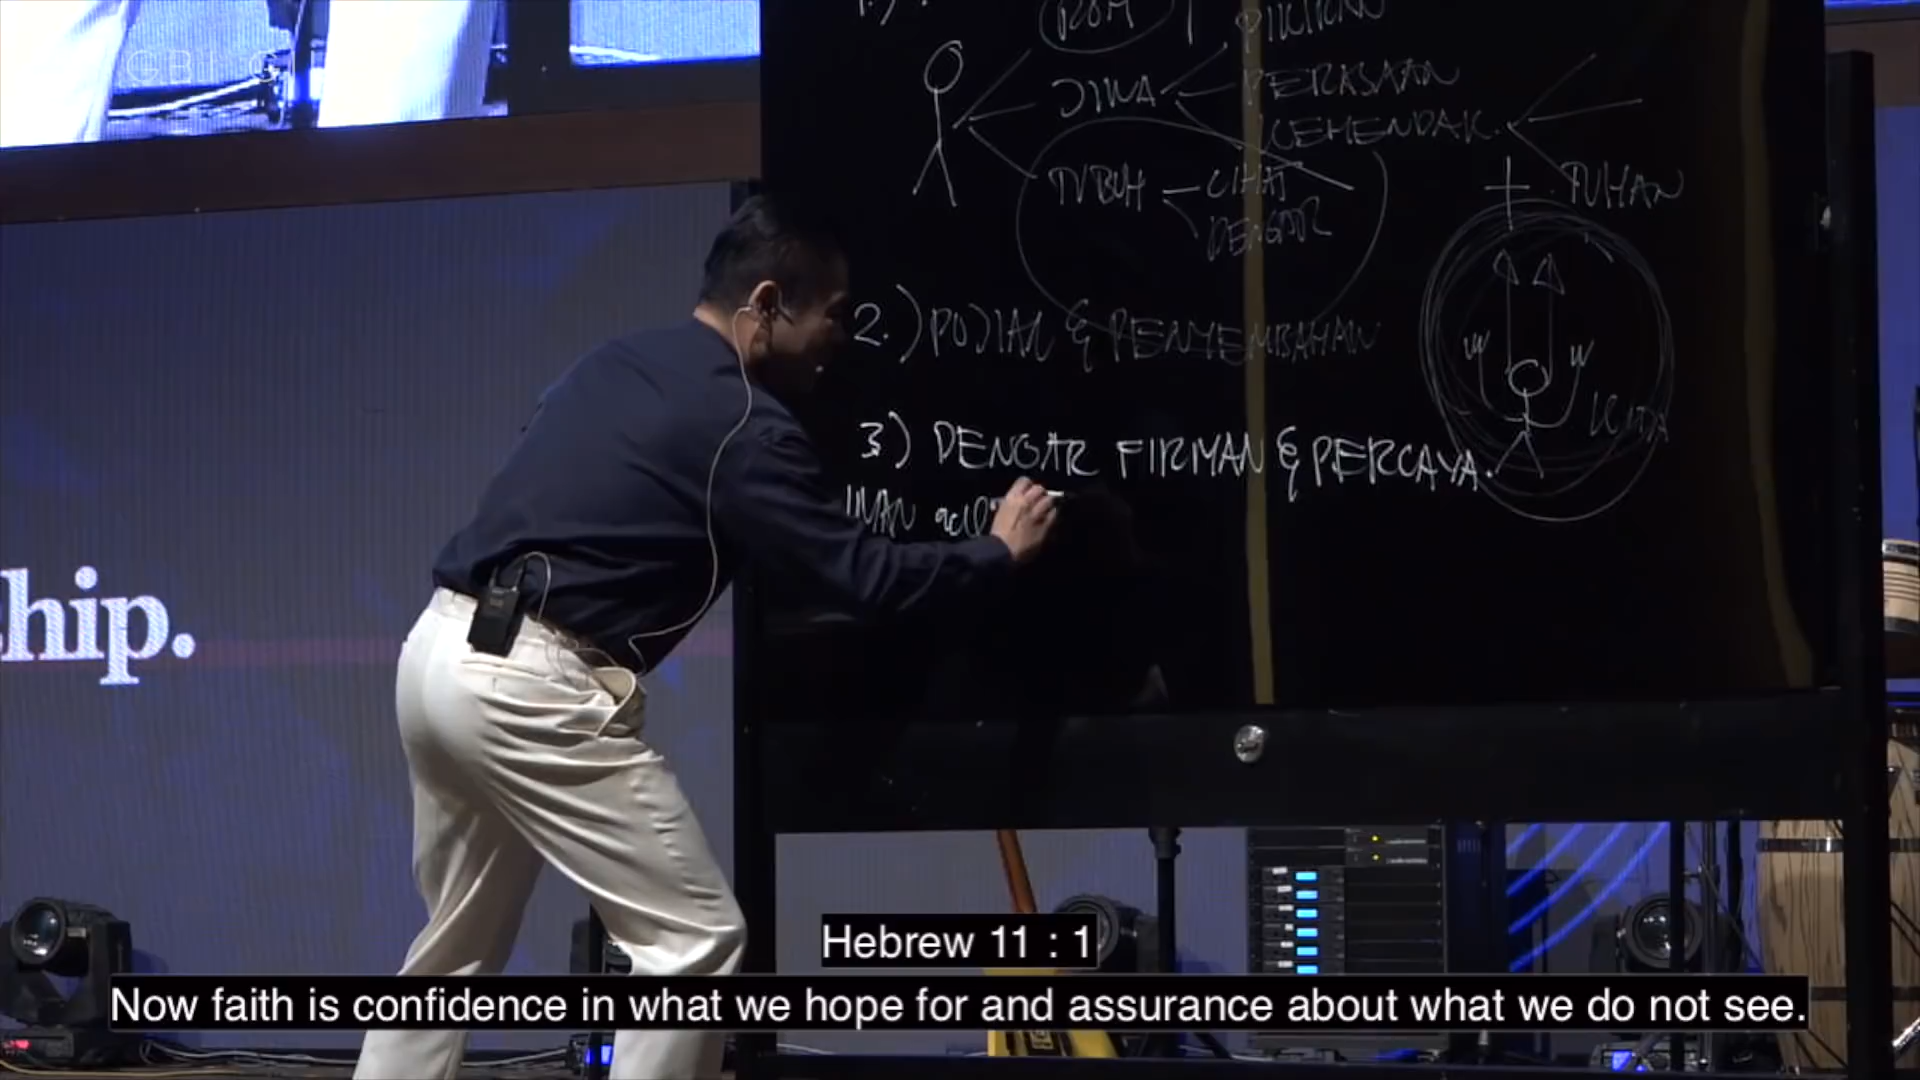 GBI G
1.)
ROH
PIKIRAN
JIWA
PERASAAN
KEHENDAK
TUBUH
LIHAT
TUHAN
DENGAR
2.) PUJIAN & PENYEMBAHAN
KITA
3) DENGAR FIRMAN & PERCAYA.
IMAN
hip.
Hebrew 11 : 1
Now faith is confidence in what we hope for and assurance about what we do not see.